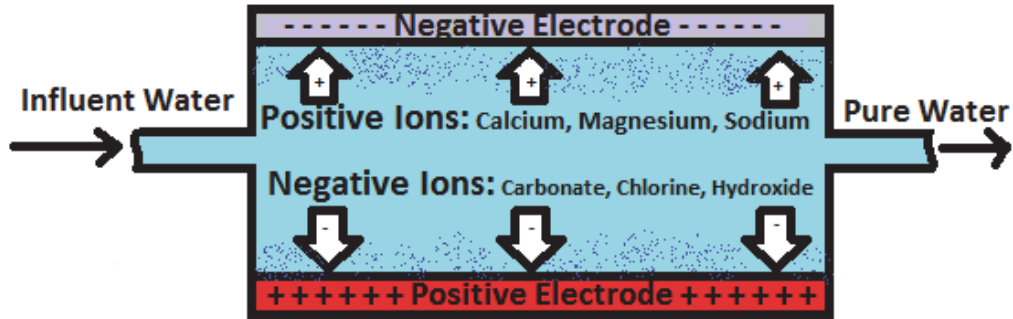 - - - - - - Negative Electrode - - - - - -
+ + +
Influent Water
Pure Water
Positive Ions: Calcium, Magnesium, Sodium
Negative Ions: Carbonate, Chlorine, Hydroxide
- - -
+ + + + + + Positive Electrode + + + + + +